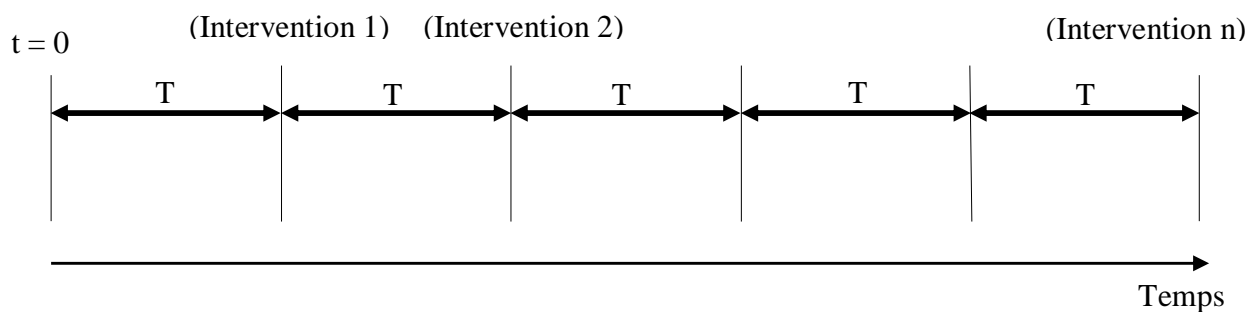 t = 0 (Intervention 1) (Intervention 2) (Intervention n)
T T T T T
Temps